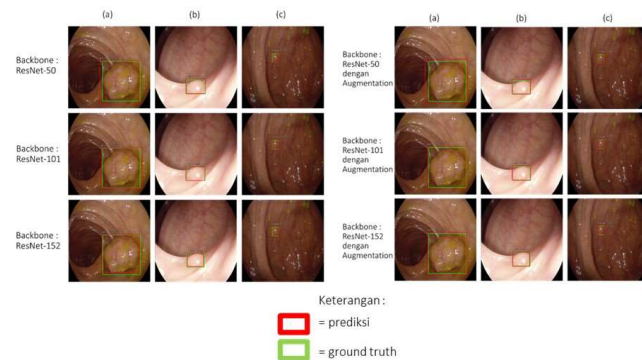 (a) (b) (c)
Backbone :
ResNet-50
Backbone :
ResNet-101
Backbone :
ResNet-152
(a) (b) (c)
Backbone :
ResNet-50
dengan
Augmentation
Backbone :
ResNet-101
dengan
Augmentation
Backbone :
ResNet-152
dengan
Augmentation
Keterangan :
= prediksi
= ground truth